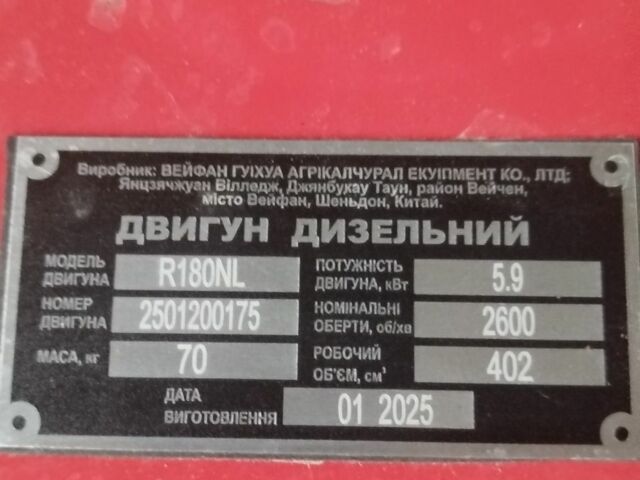 Виробник: ВЕЙФАН ГУІХУА АГРІКАЛЧУРАЛ ЕКУІПМЕНТ КО., ЛТД;
Янцзячжуан Вілледж, Джянбукау Таун, район Вейчен,
місто Вейфан, Шеньдон, Китай.
ДВИГУН ДИЗЕЛЬНИЙ
МОДЕЛЬ ДВИГУНА R180NL
ПОТУЖНІСТЬ ДВИГУНА, кВт 5.9
НОМЕР ДВИГУНА 2501200175
НОМІНАЛЬНІ ОБЕРТИ, об/хв 2600
МАСА, кг 70
РОБОЧИЙ ОБ'ЄМ, см³ 402
ДАТА ВИГОТОВЛЕННЯ 01 2025